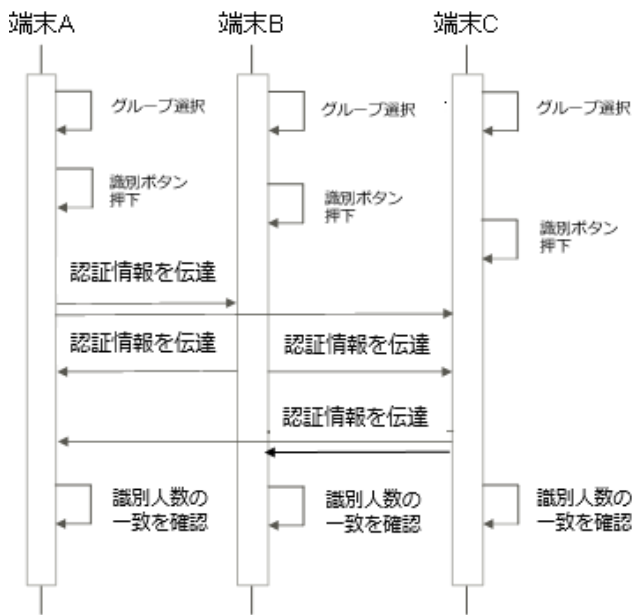 端末A 端末B 端末C
グループ選択 グループ選択 グループ選択
識別ボタン
押下
識別ボタン
押下
識別ボタン
押下
認証情報を伝達
認証情報を伝達 認証情報を伝達
認証情報を伝達
識別人数の
一致を確認
識別人数の
一致を確認
識別人数の
一致を確認